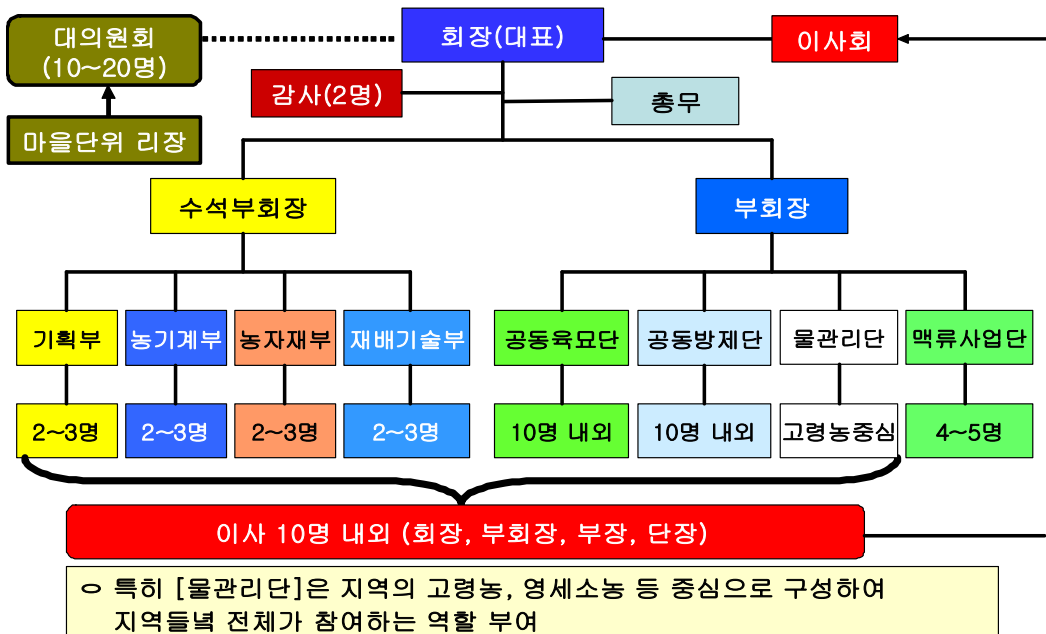 대의원회
(10~20명)
회장(대표)
이사회
감사(2명)
총무
마을단위 리장
수석부회장
부회장
기획부
농기계부
농자재부
재배기술부
공동육묘단
공동방제단
물관리단
맥류사업단
2~3명
2~3명
2~3명
2~3명
10명 내외
10명 내외
고령농중심
4~5명
이사 10명 내외 (회장, 부회장, 부장, 단장)
ㅇ 특히 [물관리단]은 지역의 고령농, 영세소농 등 중심으로 구성하여
지역들녘 전체가 참여하는 역할 부여